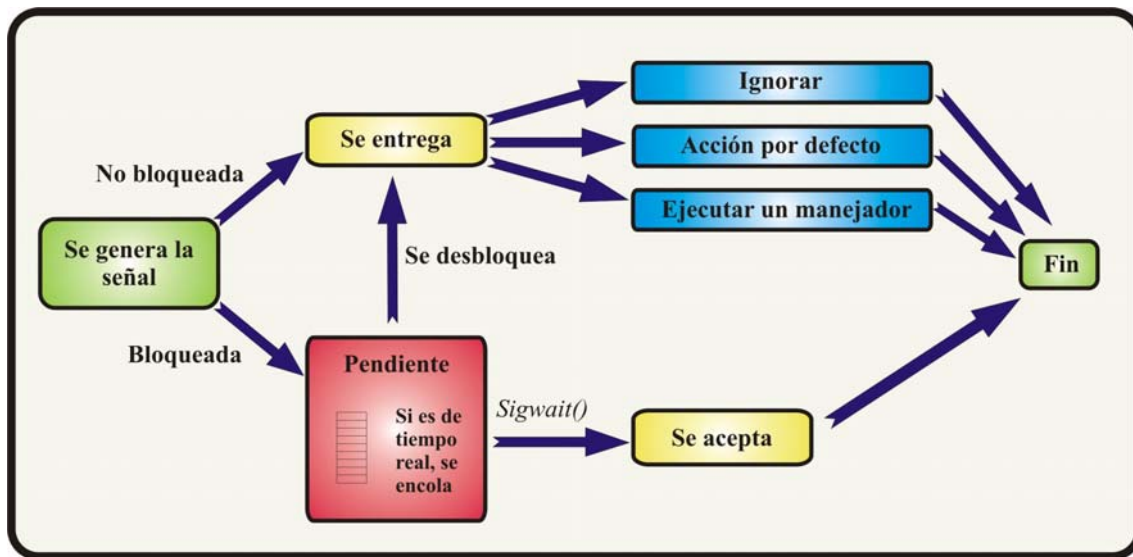 Ignorar
Se entrega
Acción por defecto
No bloqueada
Ejecutar un manejador
Se genera la
señal
Se desbloquea
Fin
Bloqueada
Pendiente
Si es de
tiempo
real, se
encola
Sigwait()
Se acepta